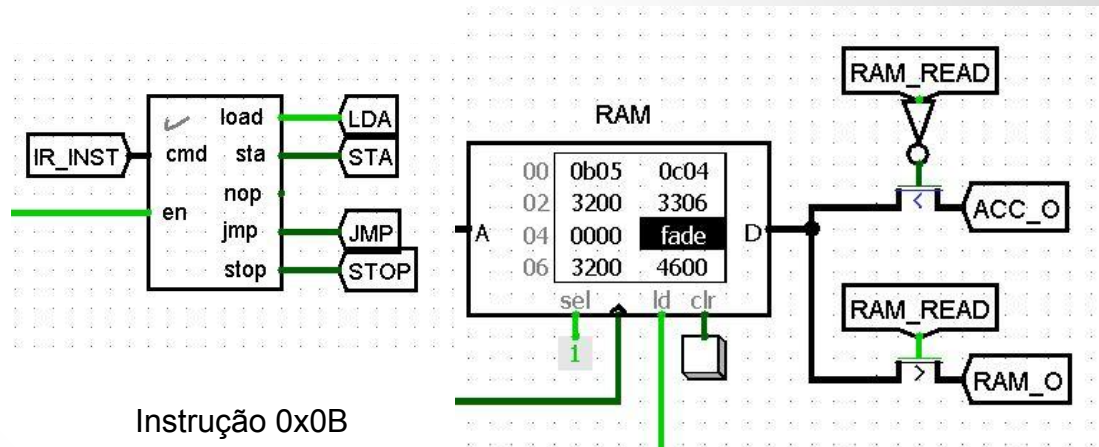 IR_INST
cmd
en
load
sta
nop
jmp
stop
LDA
STA
JMP
STOP
Instrução 0x0B
RAM
A
00 0b05 0c04
02 3200 3306
04 0000 fade
06 3200 4600
D
sel ld clr
1
RAM_READ
ACC_O
RAM_READ
RAM_O